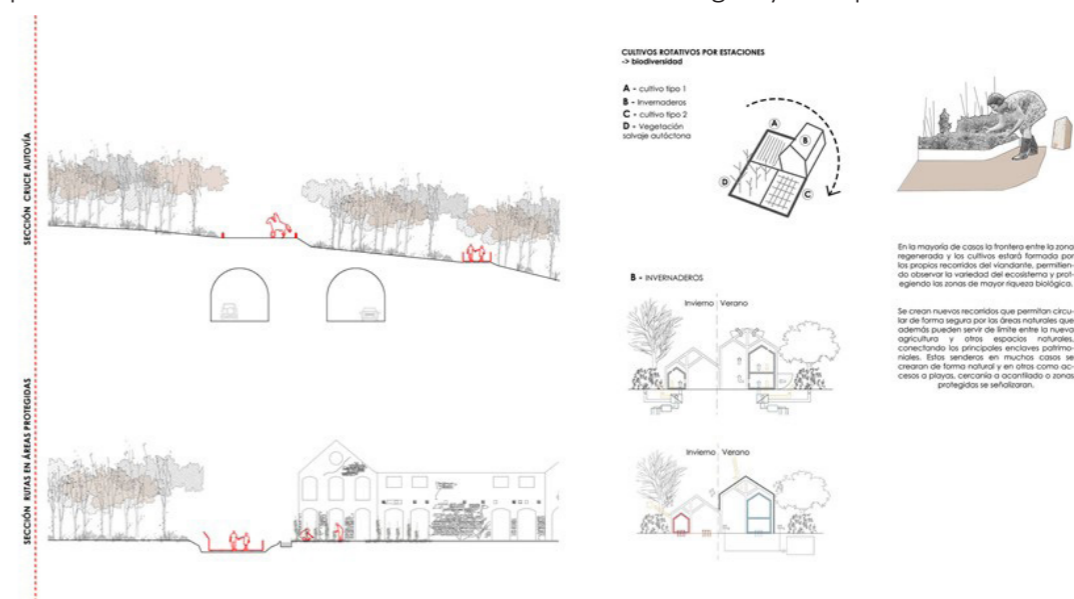 SECCIÓN CRUCE AUTOVÍA
SECCIÓN RUTAS EN ÁREAS PROTEGIDAS
CULTIVOS ROTATIVOS POR ESTACIONES
-> biodiversidad
A - cultivo tipo 1
B - Invernaderos
C - cultivo tipo 2
D - Vegetación
salvaje autóctona
A
B
C
D
B - INVERNADEROS
Invierno Verano
Invierno Verano
En la mayoría de casos la frontera entre la zona
regenerada y los cultivos estará formada por
los propios recorridos del viandante, permitien-
do observar la variedad del ecosistema y prot-
egiendo las zonas de mayor riqueza biológica.
Se crean nuevos recorridos que permitan circu-
lar de forma segura por las áreas naturales que
además pueden servir de límite entre la nueva
agricultura y otros espacios naturales,
conectando los principales enclaves patrimo-
niales. Estos senderos en muchos casos se
crearan de forma natural y en otros como ac-
cesos a playas, cercanía a acantilado o zonas
protegidas se señalizaran.